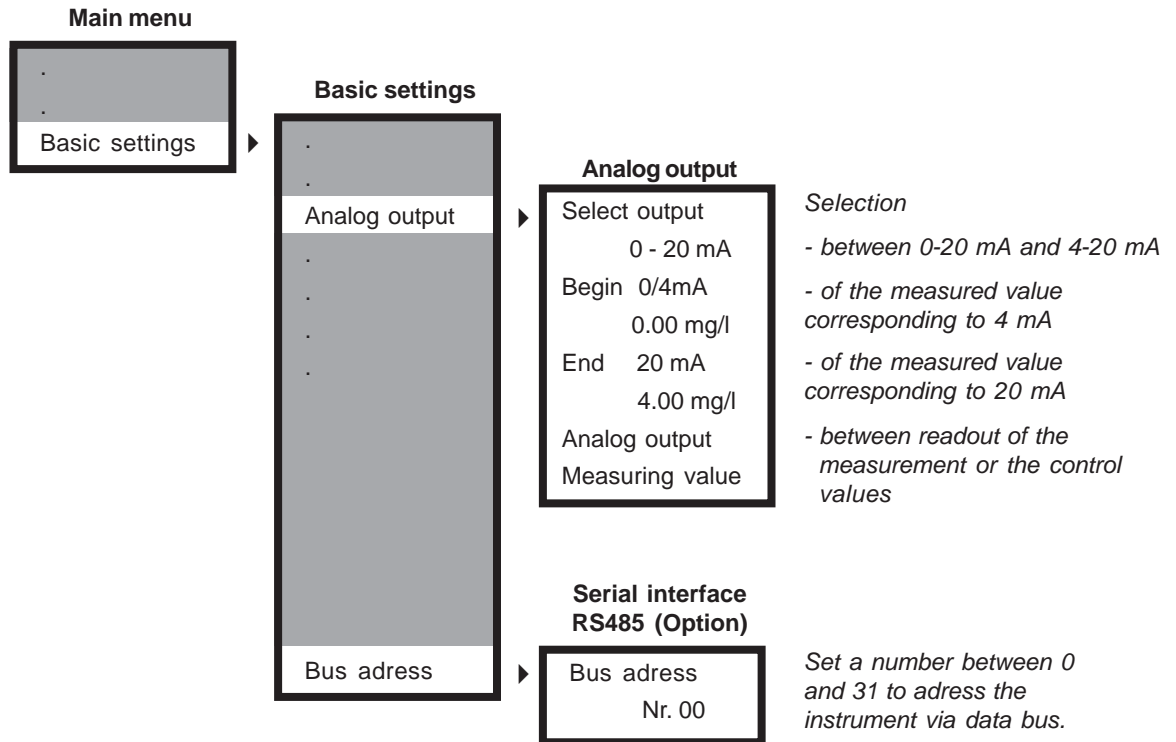 Main menu
.
.
Basic settings
Basic settings
.
.
Analog output
.
.
.
.
Bus adress
Analog output
Select output
0 - 20 mA
Begin 0/4mA
0.00 mg/l
End 20 mA
4.00 mg/l
Analog output
Measuring value
Selection
- between 0-20 mA and 4-20 mA
- of the measured value
corresponding to 4 mA
- of the measured value
corresponding to 20 mA
- between readout of the
measurement or the control
values
Serial interface
RS485 (Option)
Bus adress
Nr. 00
Set a number between 0
and 31 to adress the
instrument via data bus.